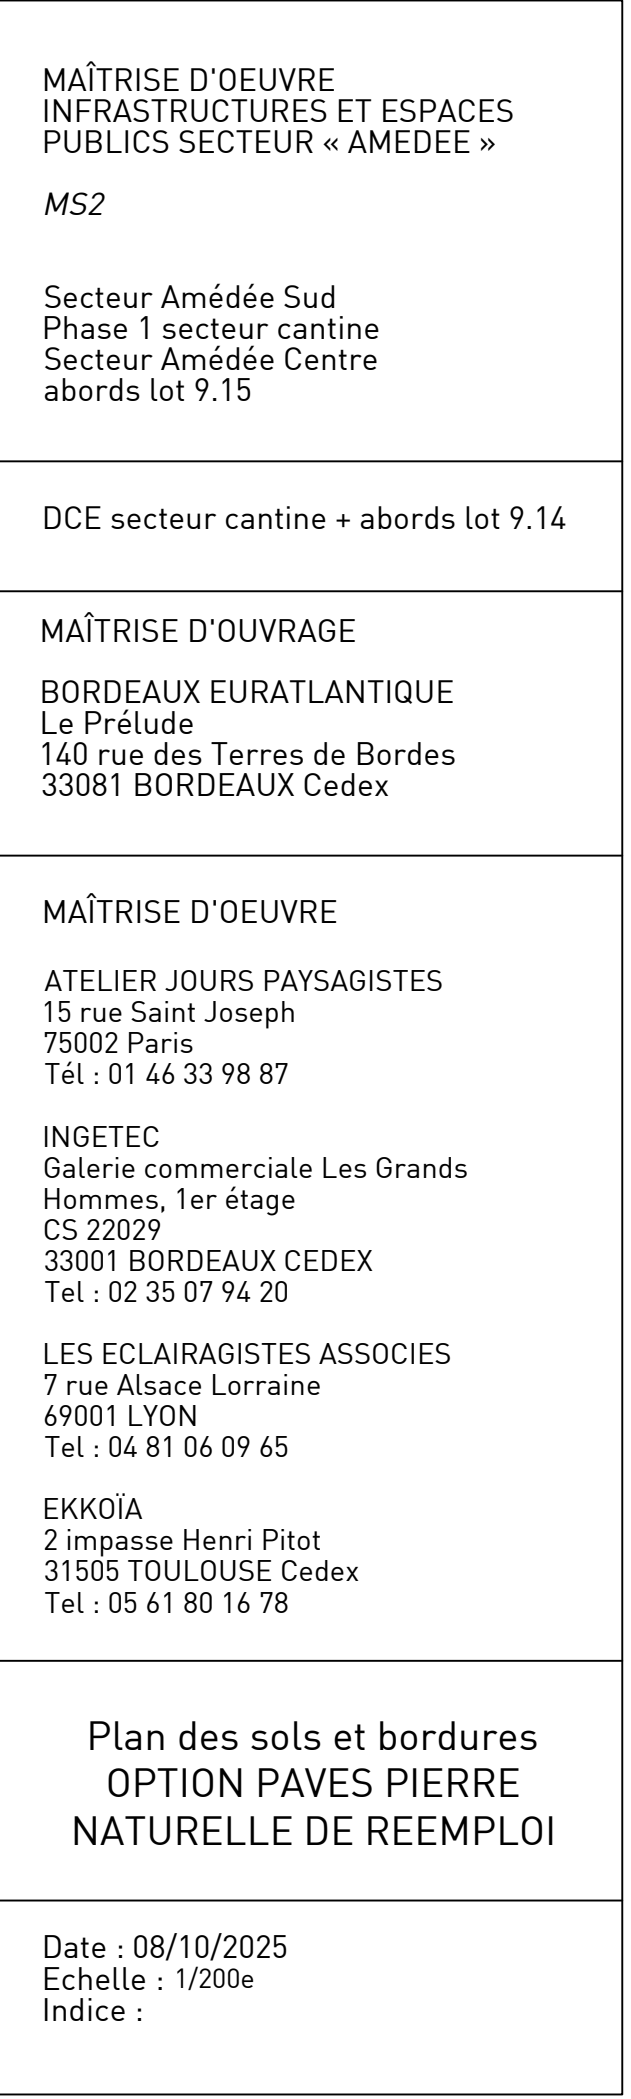 MAÎTRISE D'OEUVRE
INFRASTRUCTURES ET ESPACES
PUBLICS SECTEUR « AMEDEE »
MS2
Secteur Amédée Sud
Phase 1 secteur cantine
Secteur Amédée Centre
abords lot 9.15
DCE secteur cantine + abords lot 9.14
MAÎTRISE D'OUVRAGE
BORDEAUX EURATLANTIQUE
Le Prélude
140 rue des Terres de Bordes
33081 BORDEAUX Cedex
MAÎTRISE D'OEUVRE
ATELIER JOURS PAYSAGISTES
15 rue Saint Joseph
75002 Paris
Tél : 01 46 33 98 87
INGETEC
Galerie commerciale Les Grands
Hommes, 1er étage
CS 22029
33001 BORDEAUX CEDEX
Tel : 02 35 07 94 20
LES ECLAIRAGISTES ASSOCIES
7 rue Alsace Lorraine
69001 LYON
Tel : 04 81 06 09 65
EKKOÏA
2 impasse Henri Pitot
31505 TOULOUSE Cedex
Tel : 05 61 80 16 78
Plan des sols et bordures
OPTION PAVES PIERRE
NATURELLE DE REEMPLOI
Date : 08/10/2025
Echelle : 1/200e
Indice :